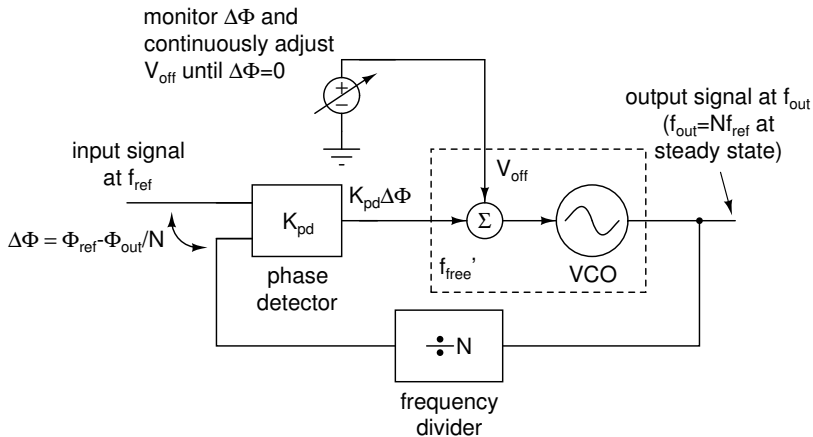 monitor ΔΦ and
continuously adjust
V_off until ΔΦ=0
+
−
output signal at f_out
(f_out=Nf_ref at
steady state)
input signal
at f_ref
V_off
K_pdΔΦ
K_pd
Σ
ΔΦ = Φ_ref-Φ_out/N
f_free'
VCO
phase
detector
÷N
frequency
divider